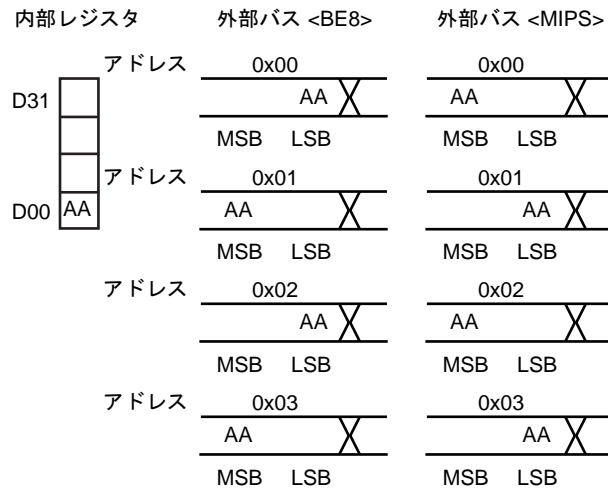 内部レジスタ 外部バス <BE8> 外部バス <MIPS>
アドレス 0x00 0x00
D31 AA AA
MSB LSB MSB LSB
アドレス 0x01 0x01
D00 AA AA AA
MSB LSB MSB LSB
アドレス 0x02 0x02
AA AA
MSB LSB MSB LSB
アドレス 0x03 0x03
AA AA
MSB LSB MSB LSB